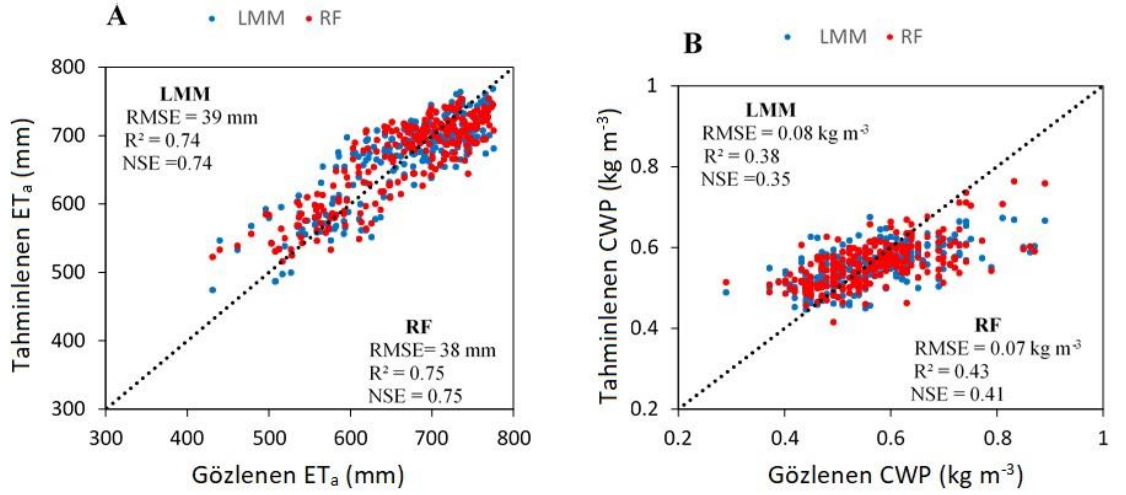 A
LMM RF
Tahminlenen ETₐ (mm)
800
700
600
500
400
300
LMM
RMSE = 39 mm
R² = 0.74
NSE =0.74
RF
RMSE= 38 mm
R² = 0.75
NSE = 0.75
300 400 500 600 700 800
Gözlenen ETₐ (mm)
B
LMM RF
Tahminlenen CWP (kg m⁻³)
1
0.8
0.6
0.4
0.2
LMM
RMSE = 0.08 kg m⁻³
R² = 0.38
NSE =0.35
RF
RMSE = 0.07 kg m⁻³
R² = 0.43
NSE = 0.41
0.2 0.4 0.6 0.8 1
Gözlenen CWP (kg m⁻³)